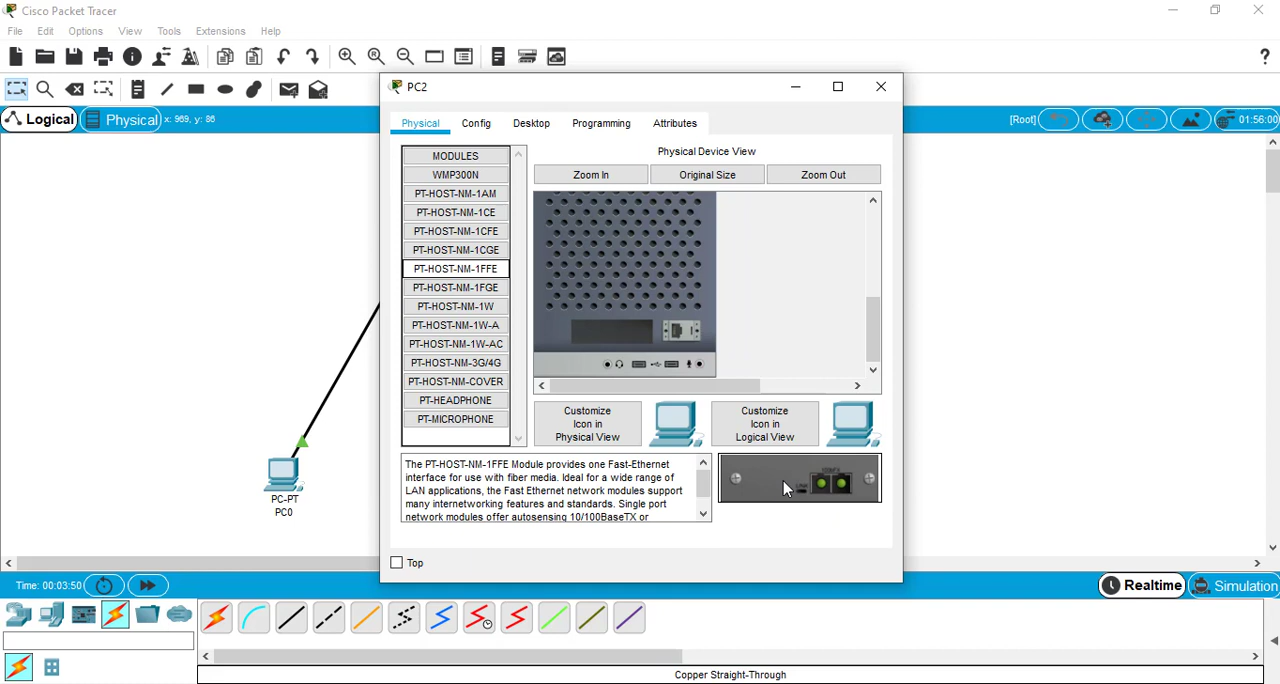 Cisco Packet Tracer
File Edit Options View Tools Extensions Help
?
Logical
Physical
x: 969, y: 86
[Root]
01:56:00
PC2
Physical Config Desktop Programming Attributes
MODULES
WMP300N
PT-HOST-NM-1AM
PT-HOST-NM-1CE
PT-HOST-NM-1CFE
PT-HOST-NM-1CGE
PT-HOST-NM-1FFE
PT-HOST-NM-1FGE
PT-HOST-NM-1W
PT-HOST-NM-1W-A
PT-HOST-NM-1W-AC
PT-HOST-NM-3G/4G
PT-HOST-NM-COVER
PT-HEADPHONE
PT-MICROPHONE
Physical Device View
Zoom In
Original Size
Zoom Out
Customize
Icon in
Physical View
Customize
Icon in
Logical View
The PT-HOST-NM-1FFE Module provides one Fast-Ethernet
interface for use with fiber media. Ideal for a wide range of
LAN applications, the Fast Ethernet network modules support
many internetworking features and standards. Single port
network modules offer autosensing 10/100BaseTX or
Top
PC-PT
PC0
Time: 00:03:50
Realtime
Simulation
Copper Straight-Through